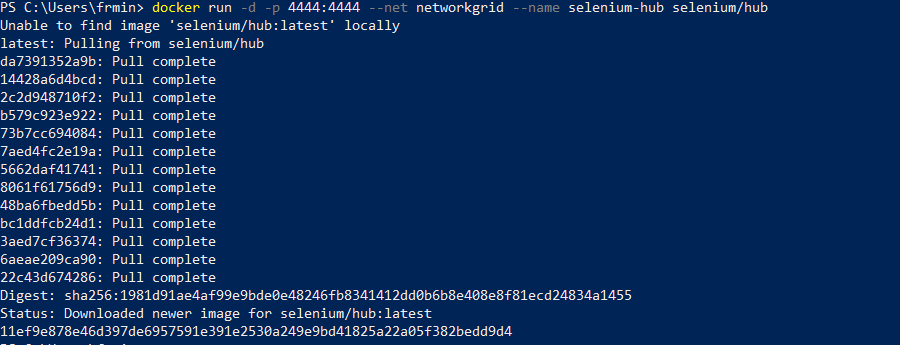 PS C:\Users\frmin> docker run -d -p 4444:4444 --net networkgrid --name selenium-hub selenium/hub
Unable to find image 'selenium/hub:latest' locally
latest: Pulling from selenium/hub
da7391352a9b: Pull complete
14428a6d4bcd: Pull complete
2c2d948710f2: Pull complete
b579c923e922: Pull complete
73b7cc694084: Pull complete
7aed4fc2e19a: Pull complete
5662daf41741: Pull complete
8061f61756d9: Pull complete
48ba6fbedd5b: Pull complete
bc1ddfcb24d1: Pull complete
3aed7cf36374: Pull complete
6aeae209ca90: Pull complete
22c43d674286: Pull complete
Digest: sha256:1981d91ae4af99e9bde0e48246fb8341412dd0b6b8e408e8f81ecd24834a1455
Status: Downloaded newer image for selenium/hub:latest
11ef9e878e46d397de6957591e391e2530a249e9bd41825a22a05f382bedd9d4